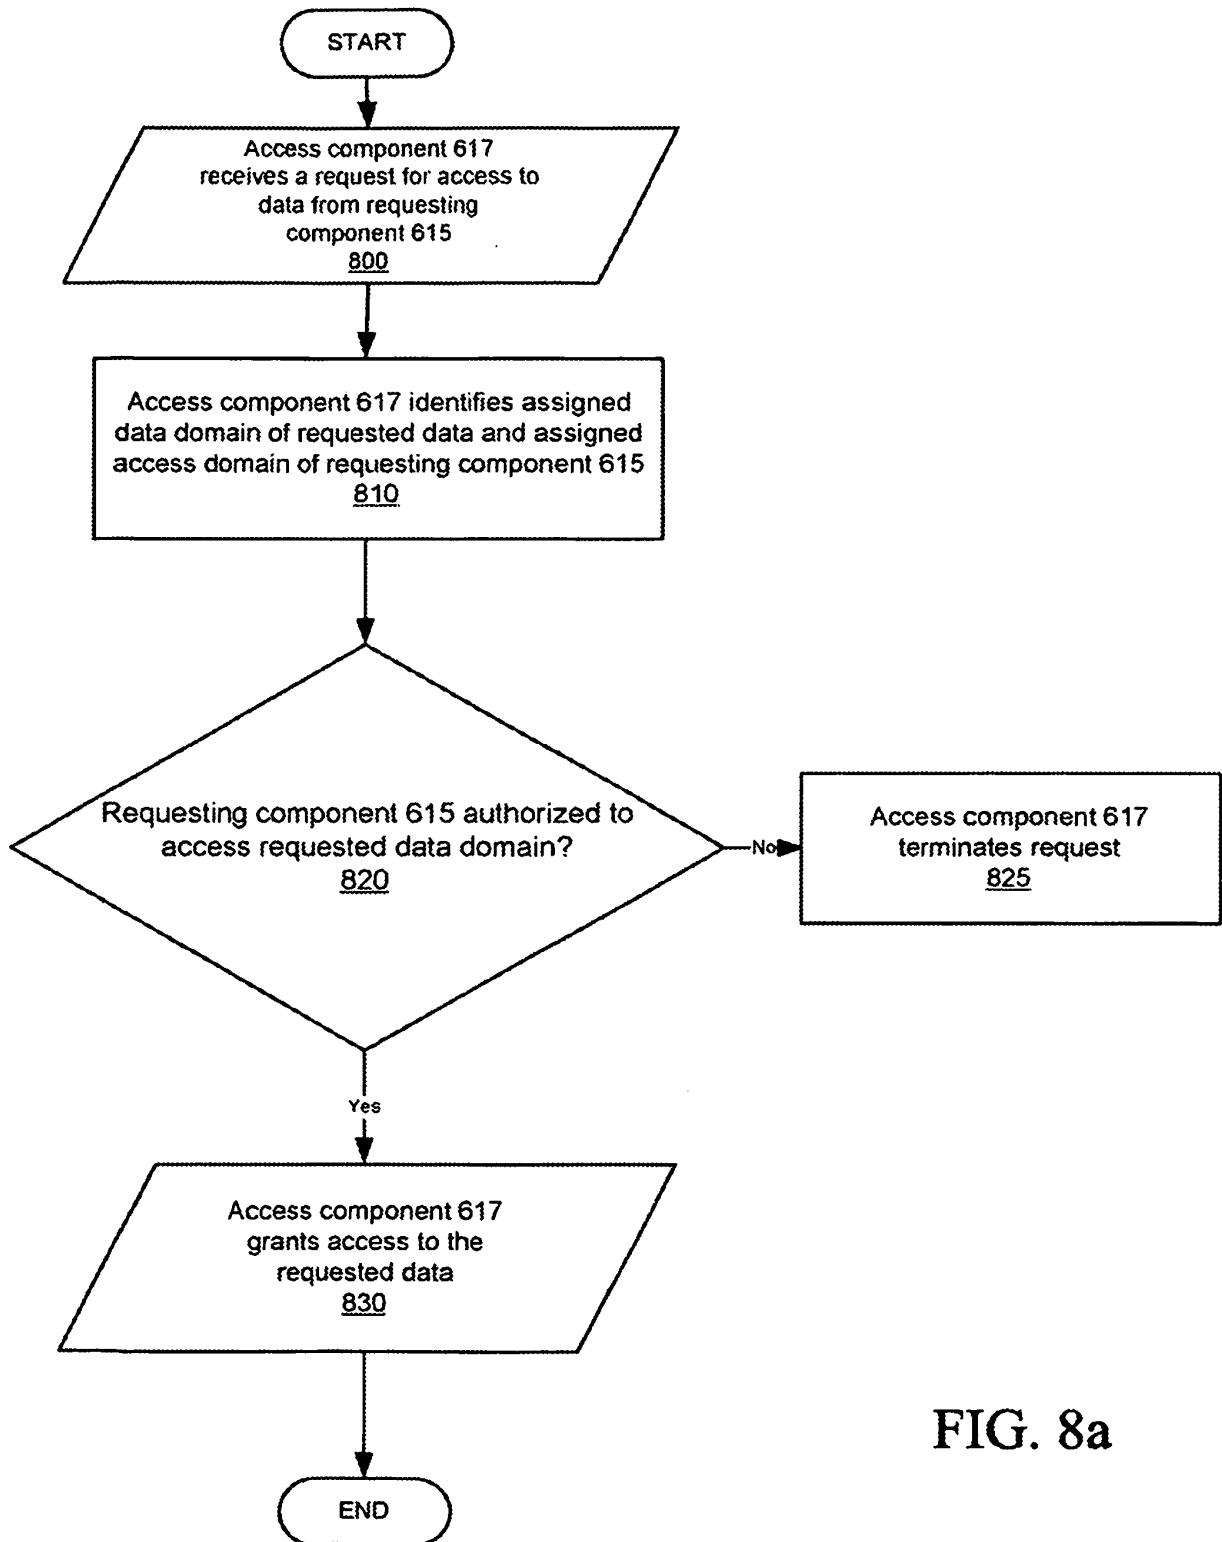 START
Access component 617
receives a request for access to
data from requesting
component 615
800
Access component 617 identifies assigned
data domain of requested data and assigned
access domain of requesting component 615
810
Requesting component 615 authorized to
access requested data domain?
820
No
Access component 617
terminates request
825
Yes
Access component 617
grants access to the
requested data
830
END
FIG. 8a